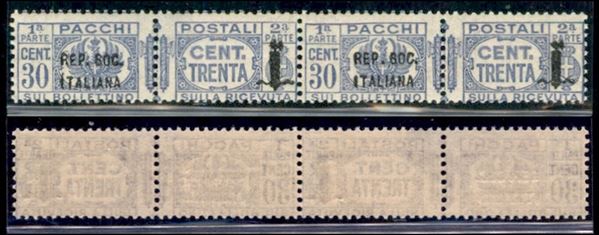 1ª PARTE PACCHI POSTALI 2ª PARTE 1ª PARTE PACCHI POSTALI 2ª PARTE
CENT. 30 REP. SOC. ITALIANA CENT. TRENTA CENT. 30 REP. SOC. ITALIANA CENT. TRENTA
SUL BOLLETTINO SULLA RICEVUTA SUL BOLLETTINO SULLA RICEVUTA